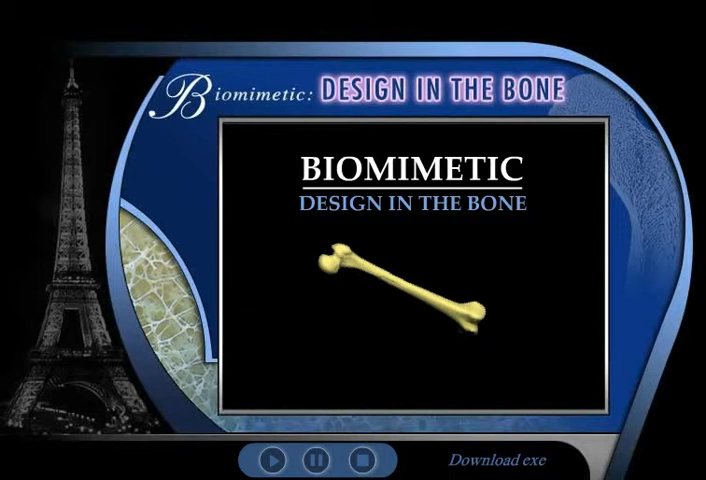 Biomimetic: DESIGN IN THE BONE
BIOMIMETIC
DESIGN IN THE BONE
Download exe